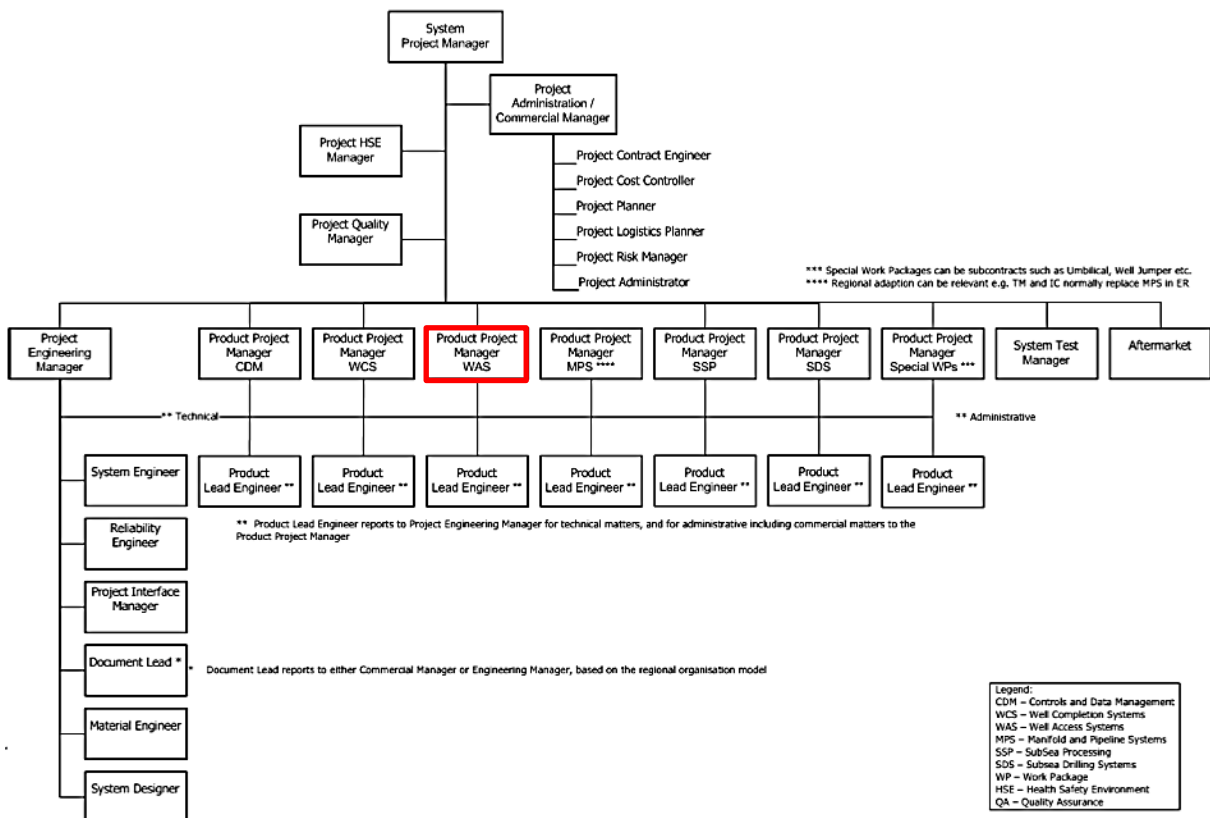 System
Project Manager
Project
Administration /
Commercial Manager
Project HSE
Manager
Project Contract Engineer
Project Cost Controller
Project Planner
Project Quality
Manager
Project Logistics Planner
Project Risk Manager
Project Administrator
*** Special Work Packages can be subcontracts such as Umbilical, Well Jumper etc.
**** Regional adaption can be relevant e.g. TM and IC normally replace MPS in ER
Project
Engineering
Manager
Product Project
Manager
CDM
Product Project
Manager
WCS
Product Project
Manager
WAS
Product Project
Manager
MPS ****
Product Project
Manager
SSP
Product Project
Manager
SDS
Product Project
Manager
Special WPs ***
System Test
Manager
Aftermarket
** Technical
** Administrative
System Engineer
Product
Lead Engineer **
Product
Lead Engineer **
Product
Lead Engineer **
Product
Lead Engineer **
Product
Lead Engineer **
Product
Lead Engineer **
Product
Lead Engineer **
** Product Lead Engineer reports to Project Engineering Manager for technical matters, and for administrative including commercial matters to the
Product Project Manager
Reliability
Engineer
Project Interface
Manager
Document Lead *
* Document Lead reports to either Commercial Manager or Engineering Manager, based on the regional organisation model
Material Engineer
System Designer
Legend:
CDM – Controls and Data Management
WCS – Well Completion Systems
WAS – Well Access Systems
MPS – Manifold and Pipeline Systems
SSP – SubSea Processing
SDS – Subsea Drilling Systems
WP – Work Package
HSE – Health Safety Environment
QA – Quality Assurance